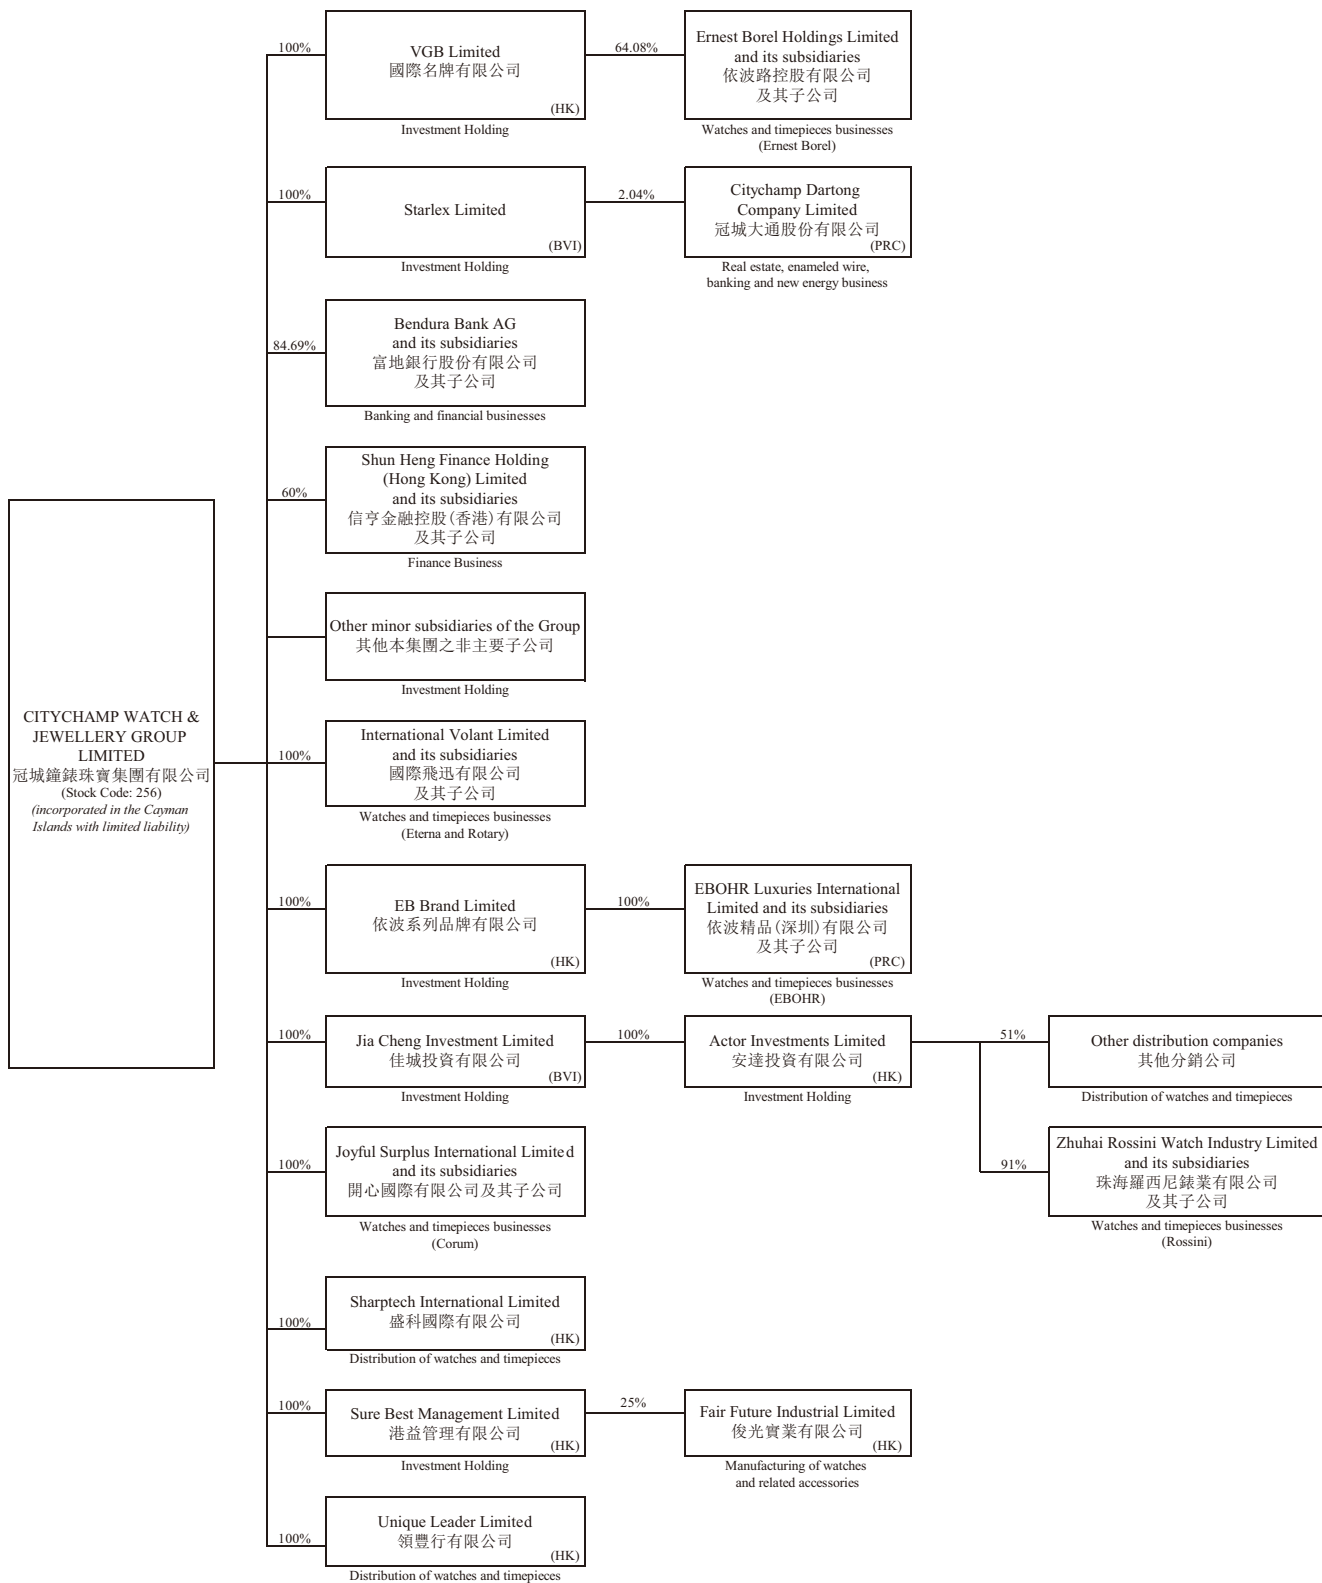 100%
VGB Limited
國際名牌有限公司
(HK)
Investment Holding
64.08%
Ernest Borel Holdings Limited
and its subsidiaries
依波路控股有限公司
及其子公司
Watches and timepieces businesses
(Ernest Borel)
100%
Starlex Limited
(BVI)
Investment Holding
2.04%
Citychamp Dartong
Company Limited
冠城大通股份有限公司
(PRC)
Real estate, enameled wire,
banking and new energy business
84.69%
Bendura Bank AG
and its subsidiaries
富地銀行股份有限公司
及其子公司
Banking and financial businesses
60%
Shun Heng Finance Holding
(Hong Kong) Limited
and its subsidiaries
信亨金融控股(香港)有限公司
及其子公司
Finance Business
Other minor subsidiaries of the Group
其他本集團之非主要子公司
Investment Holding
CITYCHAMP WATCH &
JEWELLERY GROUP
LIMITED
冠城鐘錶珠寶集團有限公司
(Stock Code: 256)
(incorporated in the Cayman
Islands with limited liability)
100%
International Volant Limited
and its subsidiaries
國際飛迅有限公司
及其子公司
Watches and timepieces businesses
(Eterna and Rotary)
100%
EB Brand Limited
依波系列品牌有限公司
(HK)
Investment Holding
100%
EBOHR Luxuries International
Limited and its subsidiaries
依波精品(深圳)有限公司
及其子公司
(PRC)
Watches and timepieces businesses
(EBOHR)
100%
Jia Cheng Investment Limited
佳城投資有限公司
(BVI)
Investment Holding
100%
Actor Investments Limited
安達投資有限公司
(HK)
Investment Holding
51%
Other distribution companies
其他分銷公司
Distribution of watches and timepieces
100%
Joyful Surplus International Limited
and its subsidiaries
開心國際有限公司及其子公司
Watches and timepieces businesses
(Corum)
91%
Zhuhai Rossini Watch Industry Limited
and its subsidiaries
珠海羅西尼錶業有限公司
及其子公司
Watches and timepieces businesses
(Rossini)
100%
Sharptech International Limited
盛科國際有限公司
(HK)
Distribution of watches and timepieces
100%
Sure Best Management Limited
港益管理有限公司
(HK)
Investment Holding
25%
Fair Future Industrial Limited
俊光實業有限公司
(HK)
Manufacturing of watches
and related accessories
100%
Unique Leader Limited
領豐行有限公司
(HK)
Distribution of watches and timepieces